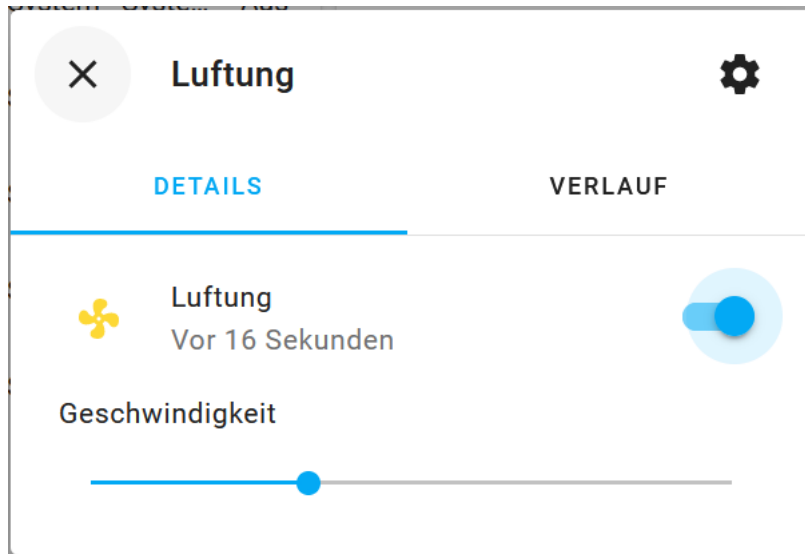 Luftung
DETAILS
VERLAUF
Luftung
Vor 16 Sekunden
Geschwindigkeit